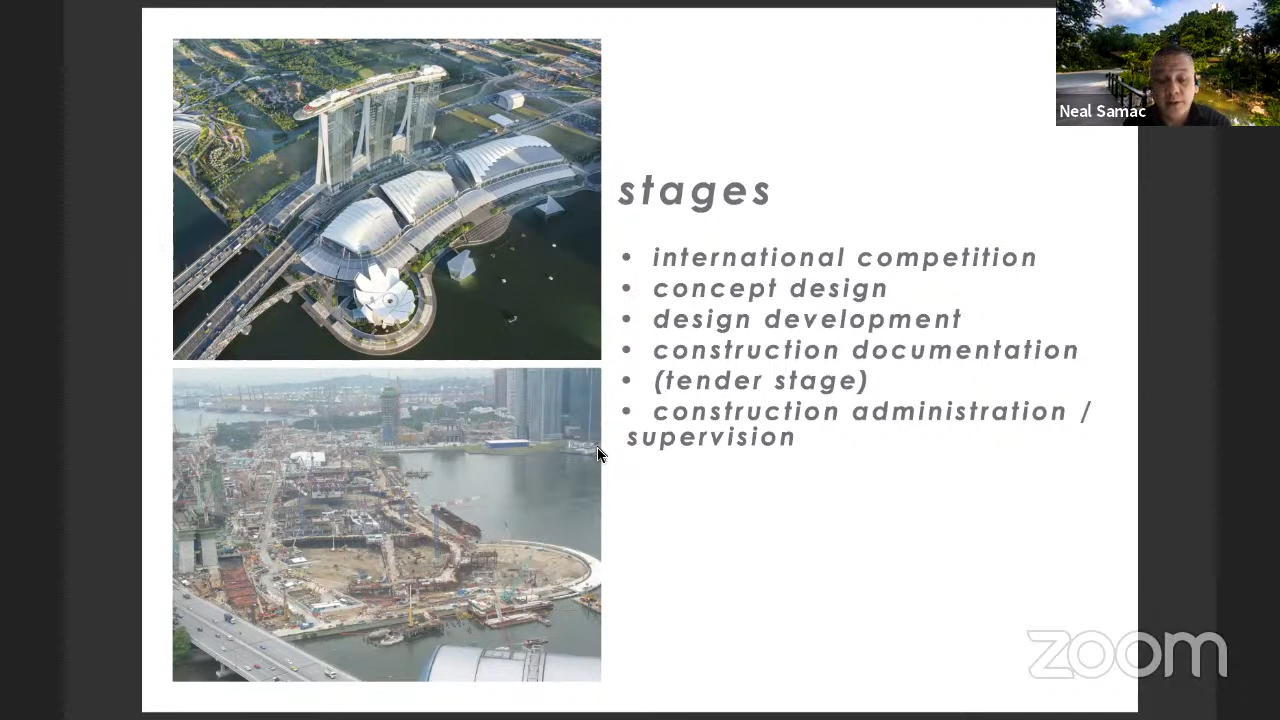 Neal Samac
stages
• international competition
• concept design
• design development
• construction documentation
• (tender stage)
• construction administration /
supervision
zoom